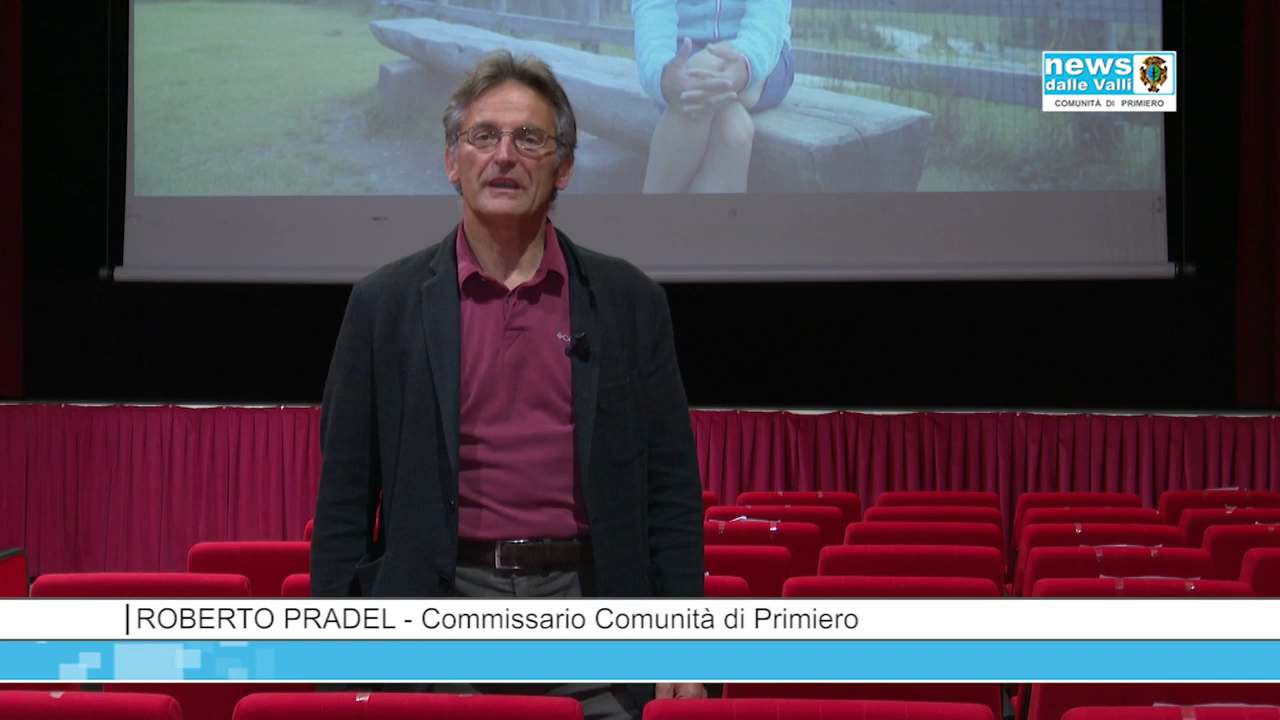 news
dalle Valli
COMUNITÀ DI PRIMIERO
ROBERTO PRADEL - Commissario Comunità di Primiero